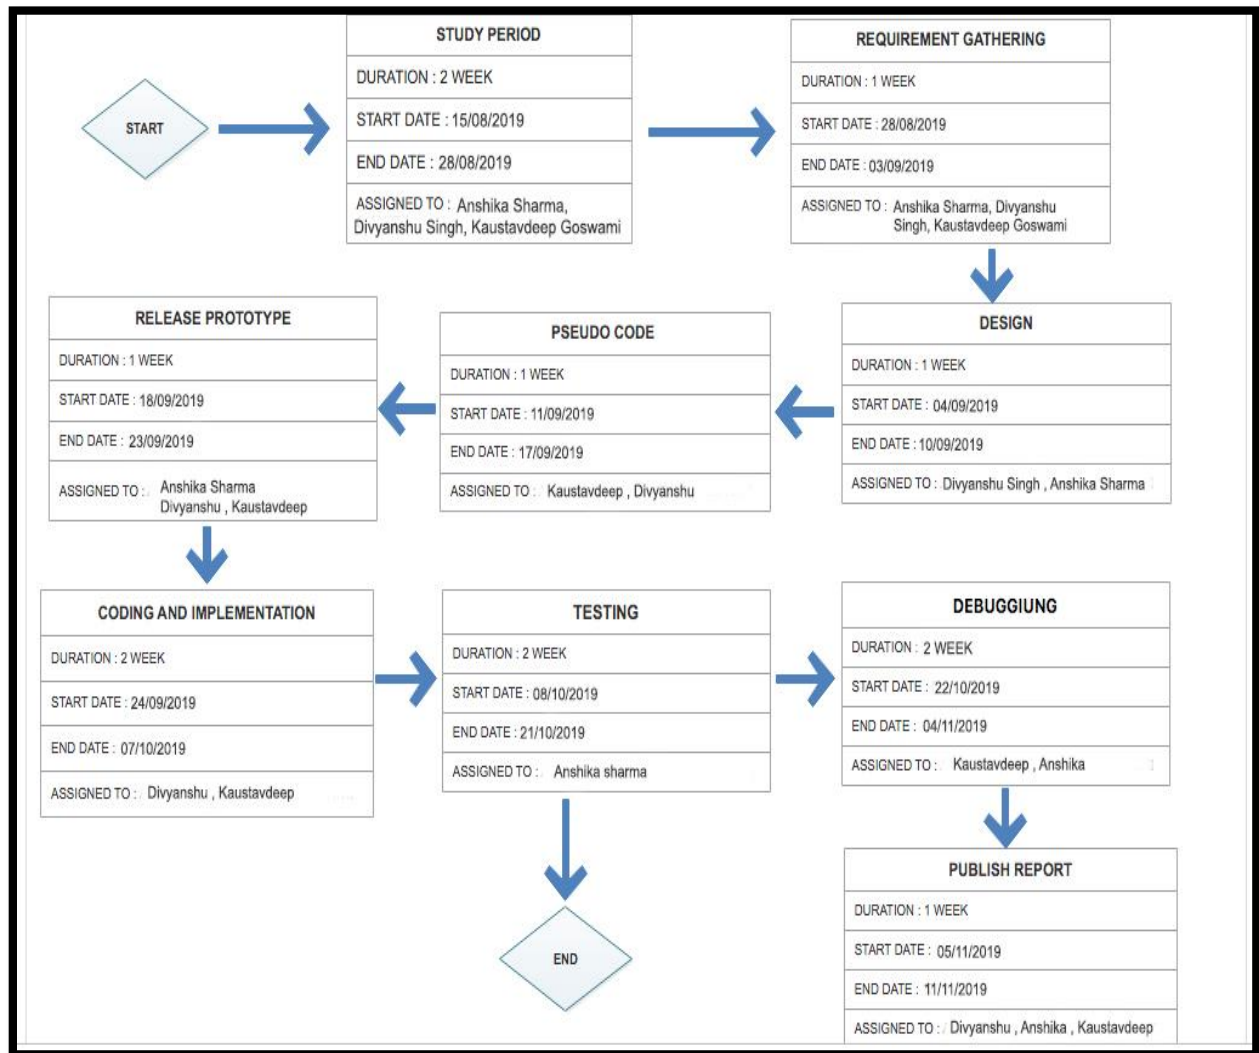 START
STUDY PERIOD
DURATION : 2 WEEK
START DATE : 15/08/2019
END DATE : 28/08/2019
ASSIGNED TO : Anshika Sharma,
Divyanshu Singh, Kaustavdeep Goswami
REQUIREMENT GATHERING
DURATION : 1 WEEK
START DATE : 28/08/2019
END DATE : 03/09/2019
ASSIGNED TO : Anshika Sharma, Divyanshu
Singh, Kaustavdeep Goswami
DESIGN
DURATION : 1 WEEK
START DATE : 04/09/2019
END DATE : 10/09/2019
ASSIGNED TO : Divyanshu Singh , Anshika Sharma
PSEUDO CODE
DURATION : 1 WEEK
START DATE : 11/09/2019
END DATE : 17/09/2019
ASSIGNED TO : Kaustavdeep , Divyanshu
RELEASE PROTOTYPE
DURATION : 1 WEEK
START DATE : 18/09/2019
END DATE : 23/09/2019
ASSIGNED TO : Anshika Sharma
Divyanshu , Kaustavdeep
CODING AND IMPLEMENTATION
DURATION : 2 WEEK
START DATE : 24/09/2019
END DATE : 07/10/2019
ASSIGNED TO : Divyanshu , Kaustavdeep
TESTING
DURATION : 2 WEEK
START DATE : 08/10/2019
END DATE : 21/10/2019
ASSIGNED TO : Anshika sharma
DEBUGGIUNG
DURATION : 2 WEEK
START DATE : 22/10/2019
END DATE : 04/11/2019
ASSIGNED TO : Kaustavdeep , Anshika
PUBLISH REPORT
DURATION : 1 WEEK
START DATE : 05/11/2019
END DATE : 11/11/2019
ASSIGNED TO : Divyanshu , Anshika , Kaustavdeep
END